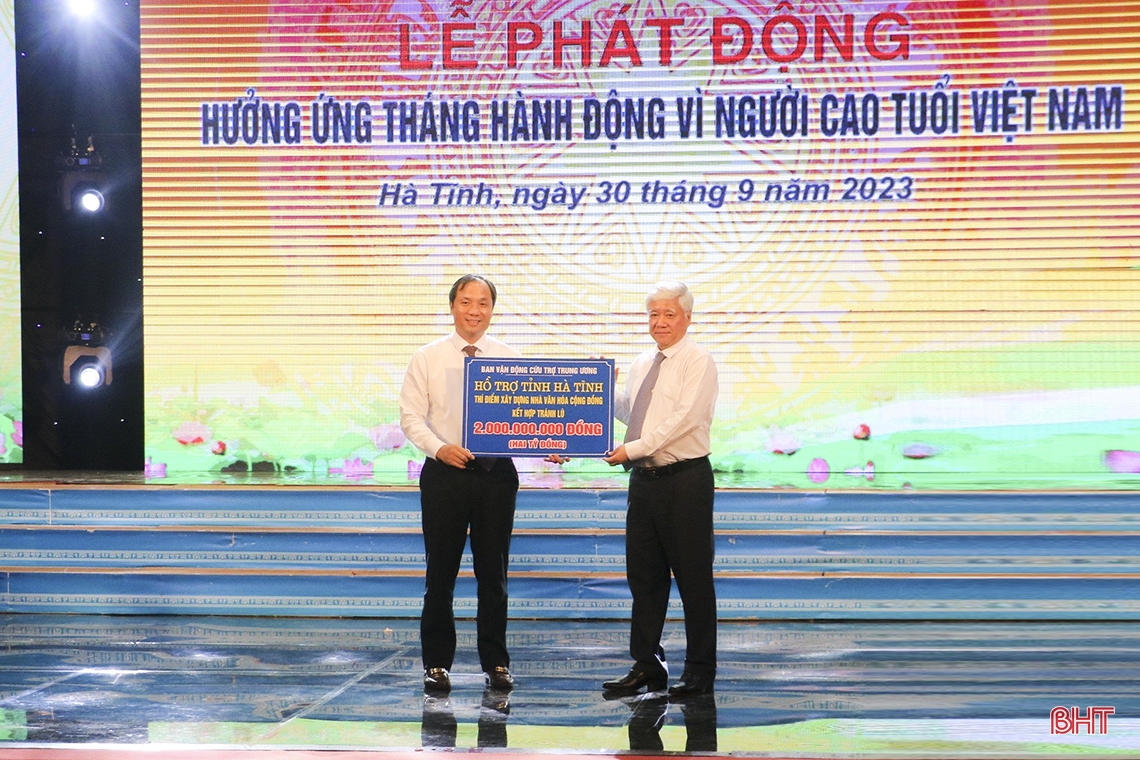 LỄ PHÁT ĐỘNG
HƯỞNG ỨNG THÁNG HÀNH ĐỘNG VÌ NGƯỜI CAO TUỔI VIỆT NAM
Hà Tĩnh, ngày 30 tháng 9 năm 2023
BAN VẬN ĐỘNG CỨU TRỢ TRUNG ƯƠNG
HỖ TRỢ TỈNH HÀ TĨNH
THÍ ĐIỂM XÂY DỰNG NHÀ VĂN HÓA CỘNG ĐỒNG
KẾT HỢP TRÁNH LŨ
2.000.000.000 ĐỒNG
(HAI TỶ ĐỒNG)
BHT